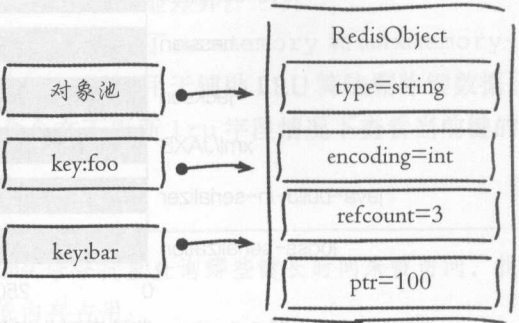 RedisObject
对象池
type=string
key:foo
encoding=int
refcount=3
key:bar
ptr=100